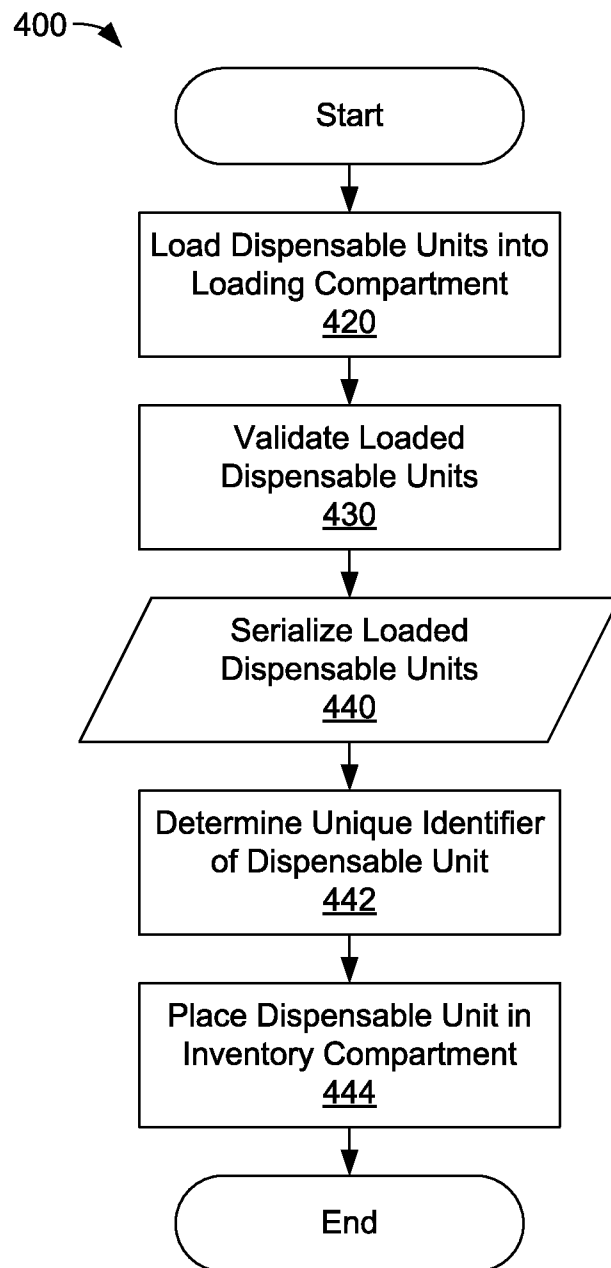 400
Start
Load Dispensable Units into
Loading Compartment
420
Validate Loaded
Dispensable Units
430
Serialize Loaded
Dispensable Units
440
Determine Unique Identifier
of Dispensable Unit
442
Place Dispensable Unit in
Inventory Compartment
444
End